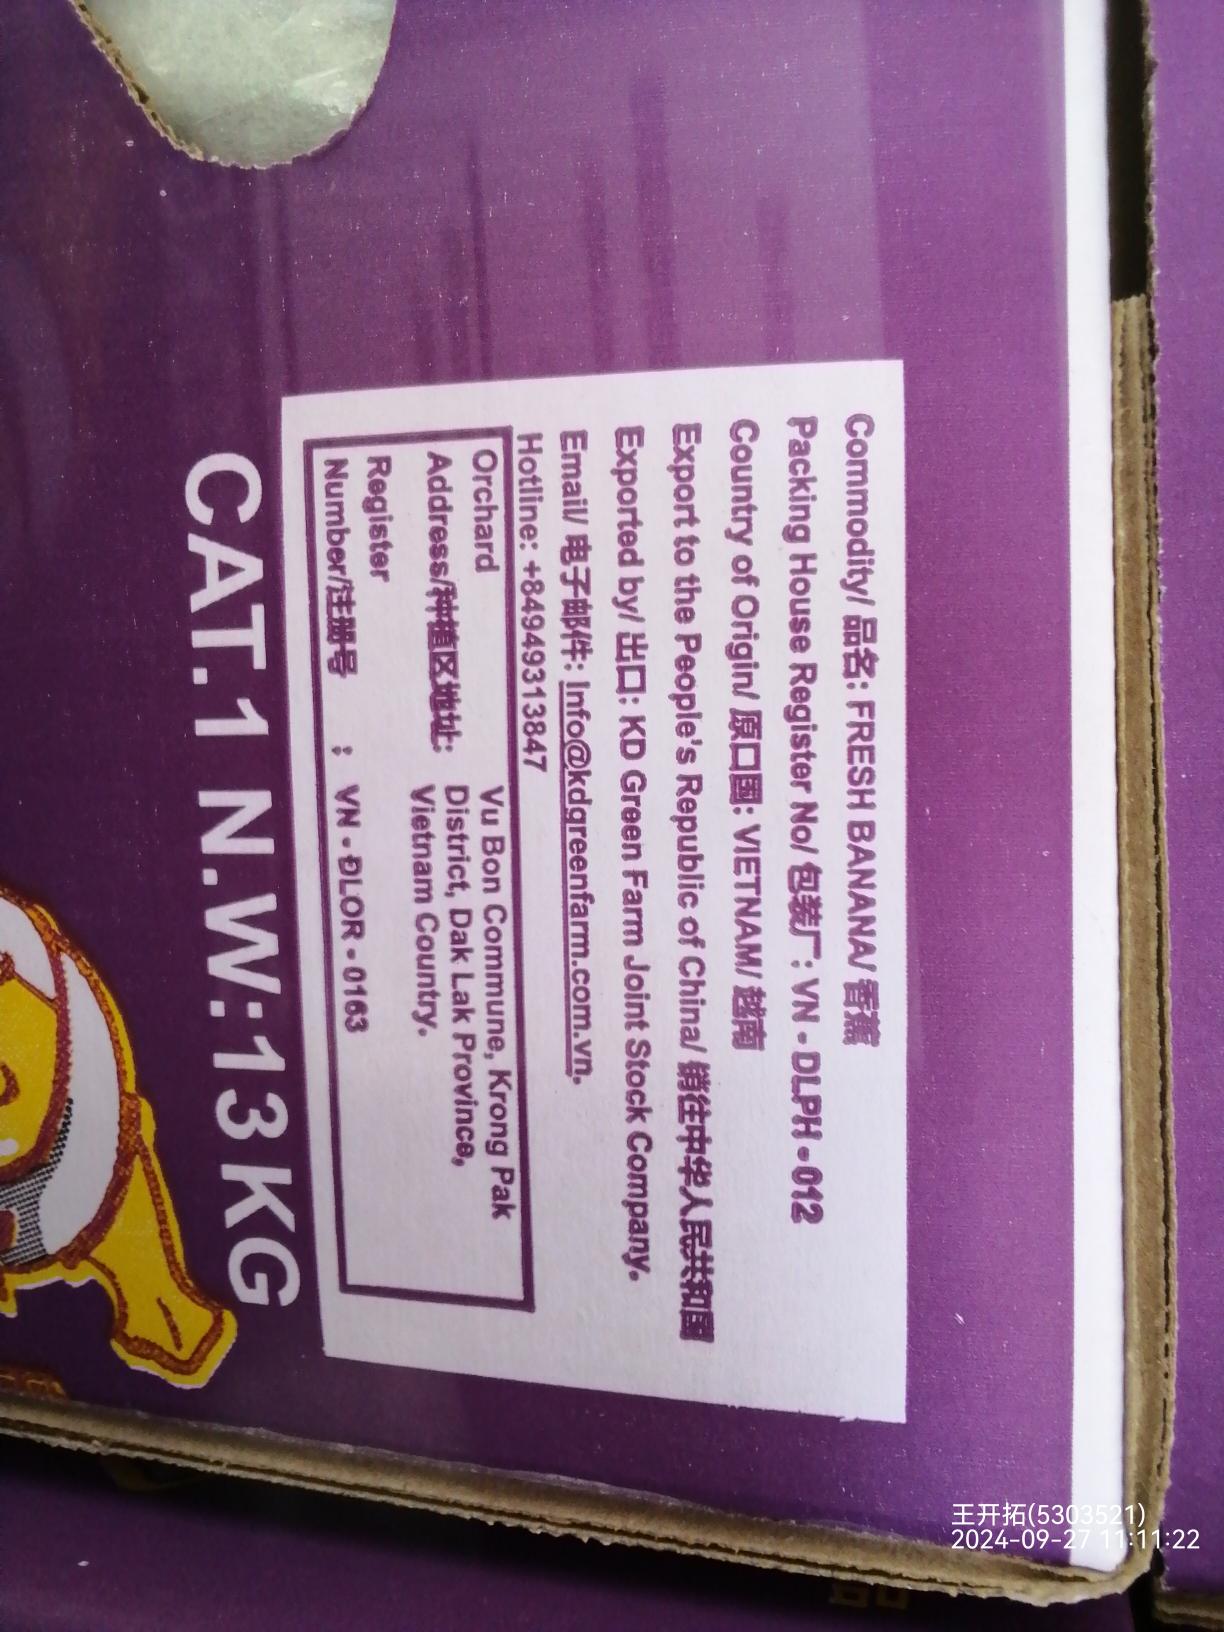 Commodity/ 品名: FRESH BANANA/ 香蕉
Packing House Register No/ 包装厂: VN - DLPH - 012
Country of Origin/ 原口国: VIETNAM/ 越南
Export to the People's Republic of China/ 销往中华人民共和国
Exported by/ 出口: KD Green Farm Joint Stock Company.
Email/ 电子邮件: Info@kdgreenfarm.com.vn.
Hotline: +84949313847
Orchard
Address/种植区地址: Vu Bon Commune, Krong Pak
District, Dak Lak Province,
Vietnam Country.
Register
Number/注册号 : VN - ĐLOR - 0163
CAT.1 N.W:13KG
王开拓(5303521)
2024-09-27 11:11:22